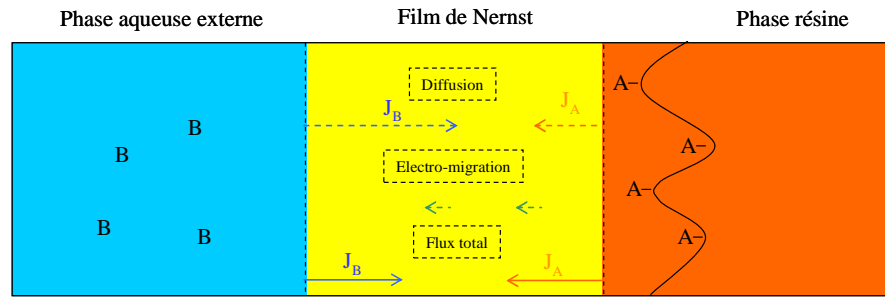 Phase aqueuse externe
Film de Nernst
Phase résine
Diffusion
A–
J_B
J_A
B
B
Electro-migration
A–
A–
B
B
Flux total
A–
J_B
J_A